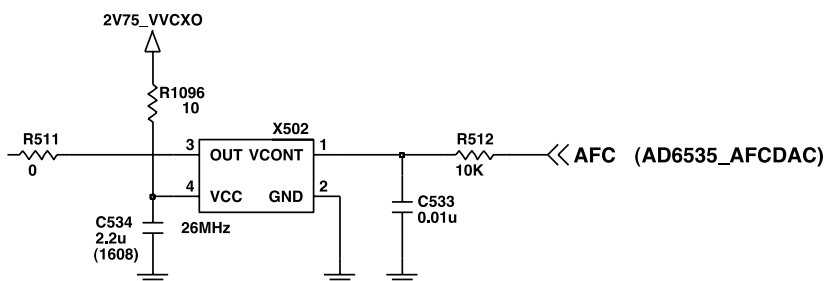 2V75_VVCXO
R1096
10
X502
R511
0
3
OUT VCONT
1
R512
10K
AFC (AD6535_AFCDAC)
4
VCC GND
2
C534
2.2u
(1608)
26MHz
C533
0.01u